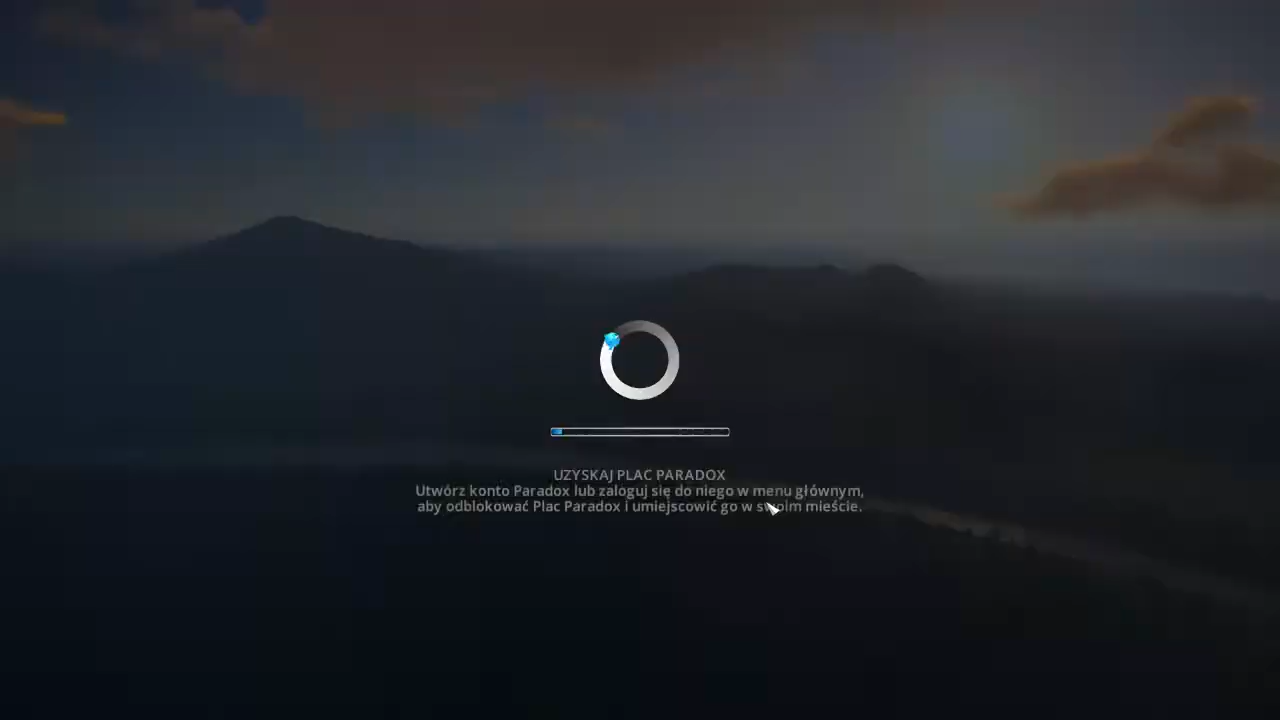 UZYSKAJ PLAC PARADOX
Utwórz konto Paradox lub zaloguj się do niego w menu głównym,
aby odblokować Plac Paradox i umiejscowić go w swoim mieście.